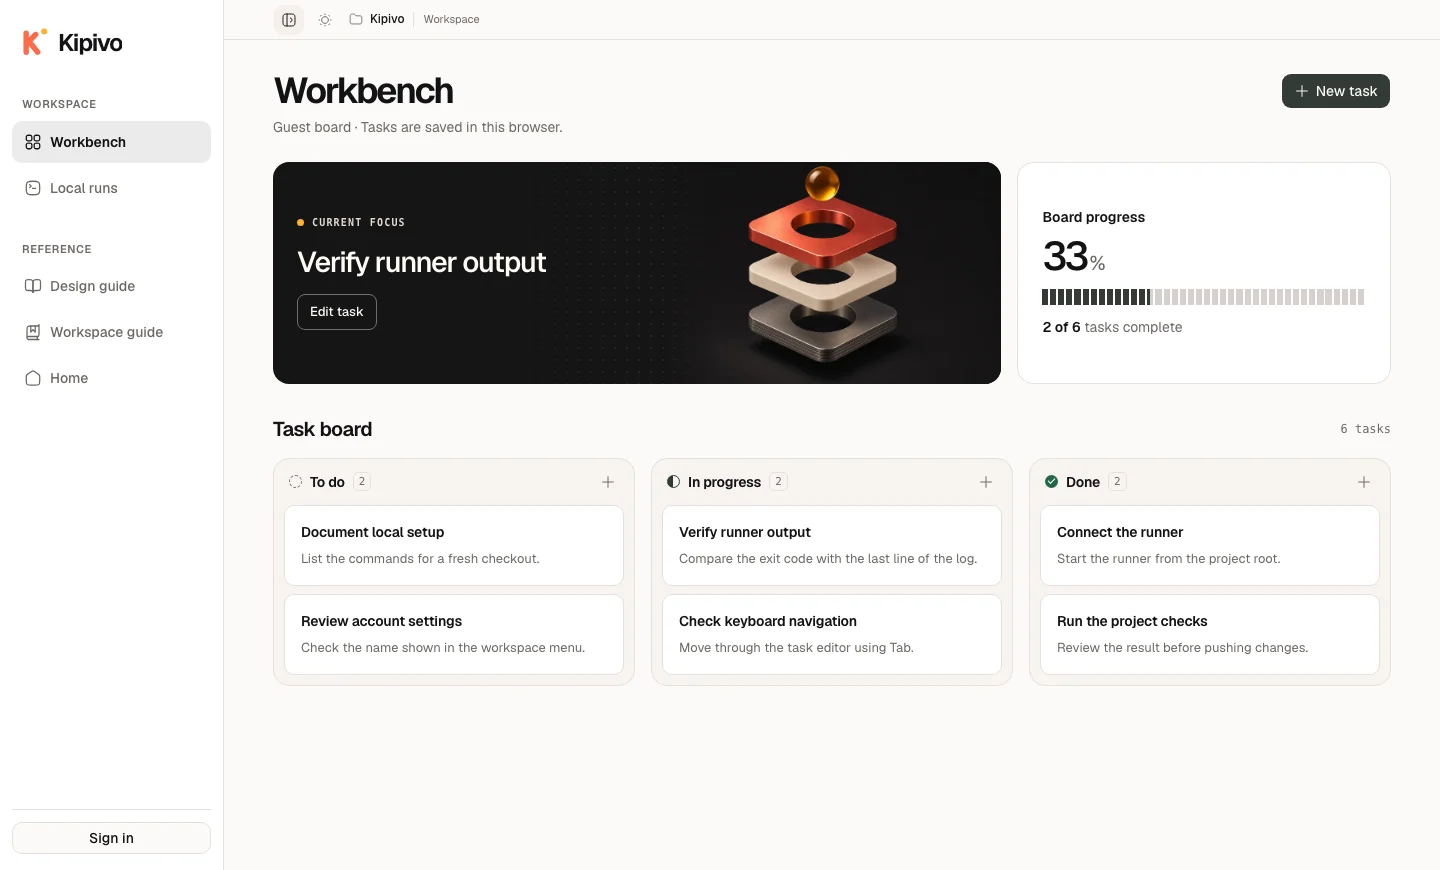 Kipivo
WORKSPACE
Workbench
Local runs
REFERENCE
Design guide
Workspace guide
Home
Sign in
Kipivo
Workspace
Workbench
Guest board · Tasks are saved in this browser.
New task
CURRENT FOCUS
Verify runner output
Edit task
Board progress
33%
2 of 6 tasks complete
Task board
6 tasks
To do 2
Document local setup
List the commands for a fresh checkout.
Review account settings
Check the name shown in the workspace menu.
In progress 2
Verify runner output
Compare the exit code with the last line of the log.
Check keyboard navigation
Move through the task editor using Tab.
Done 2
Connect the runner
Start the runner from the project root.
Run the project checks
Review the result before pushing changes.